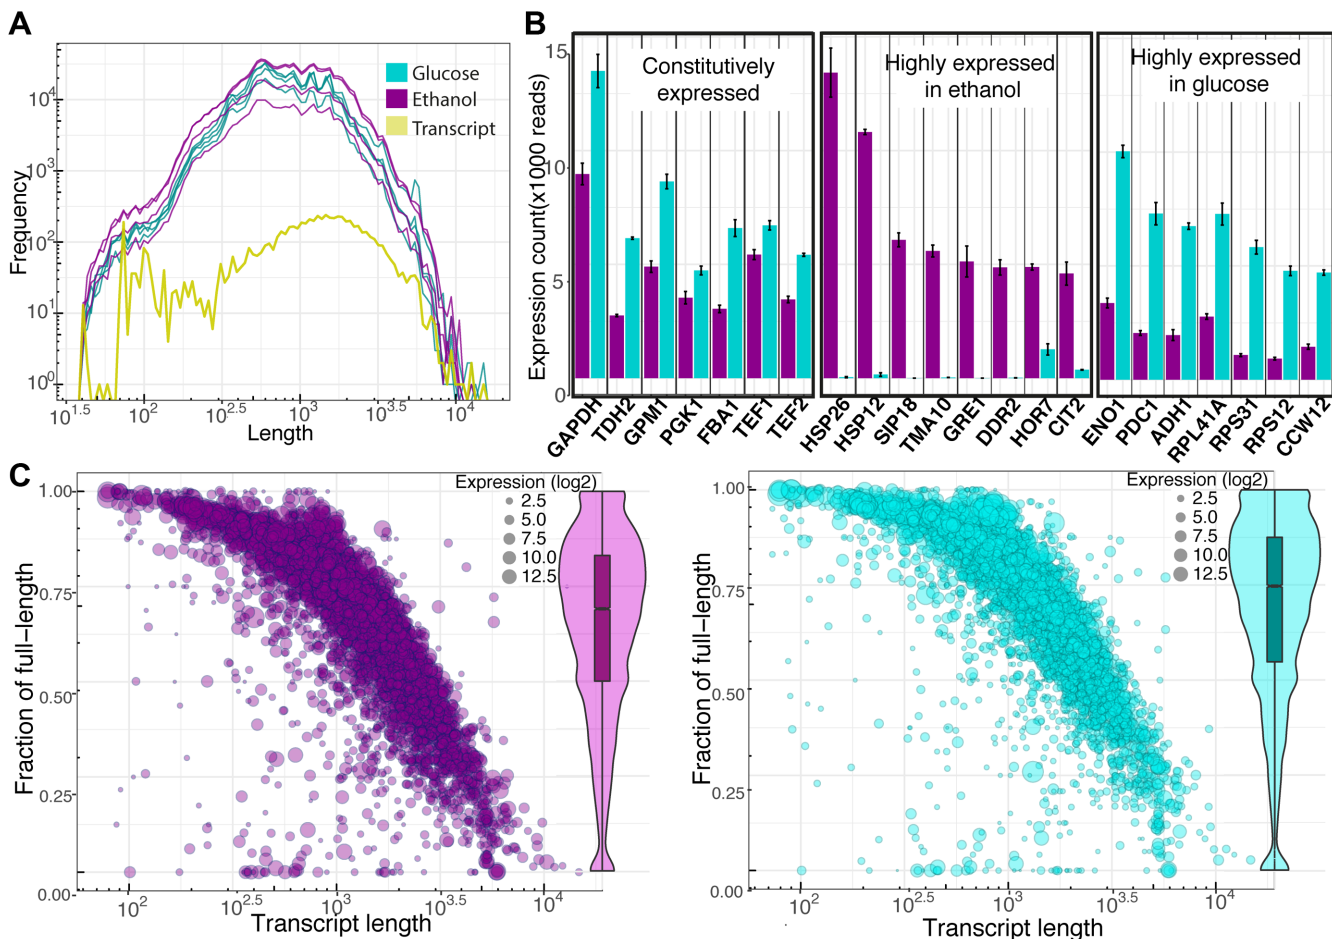 A
Frequency
10^4
10^3
10^2
10^1
10^0
Glucose
Ethanol
Transcript
10^1.5
10^2
10^2.5
10^3
10^3.5
10^4
Length
B
Expression count(x1000 reads)
15
10
5
0
Constitutively
expressed
Highly expressed
in ethanol
Highly expressed
in glucose
GAPDH
TDH2
GPM1
PGK1
FBA1
TEF1
TEF2
HSP26
HSP12
SIP18
TMA10
GRE1
DDR2
HOR7
CIT2
ENO1
PDC1
ADH1
RPL41A
RPS31
RPS12
CCW12
C
Fraction of full-length
1.00
0.75
0.50
0.25
0.00
Expression (log2)
2.5
5.0
7.5
10.0
12.5
10^2
10^2.5
10^3
10^3.5
10^4
Transcript length
Fraction of full-length
1.00
0.75
0.50
0.25
0.00
Expression (log2)
2.5
5.0
7.5
10.0
12.5
10^2
10^2.5
10^3
10^3.5
10^4
Transcript length